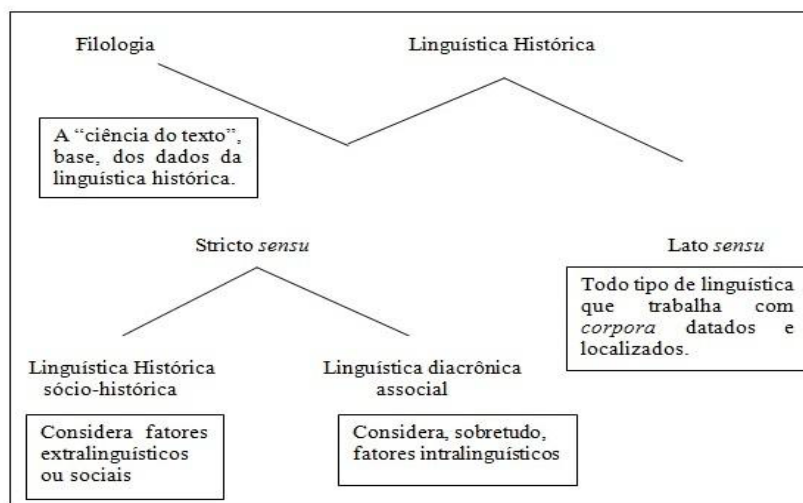 Filologia
Linguística Histórica
A “ciência do texto”,
base, dos dados da
linguística histórica.
Stricto sensu
Lato sensu
Todo tipo de linguística
que trabalha com
corpora datados e
localizados.
Linguística Histórica
sócio-histórica
Linguística diacrônica
associal
Considera fatores
extralinguísticos
ou sociais
Considera, sobretudo,
fatores intralinguísticos